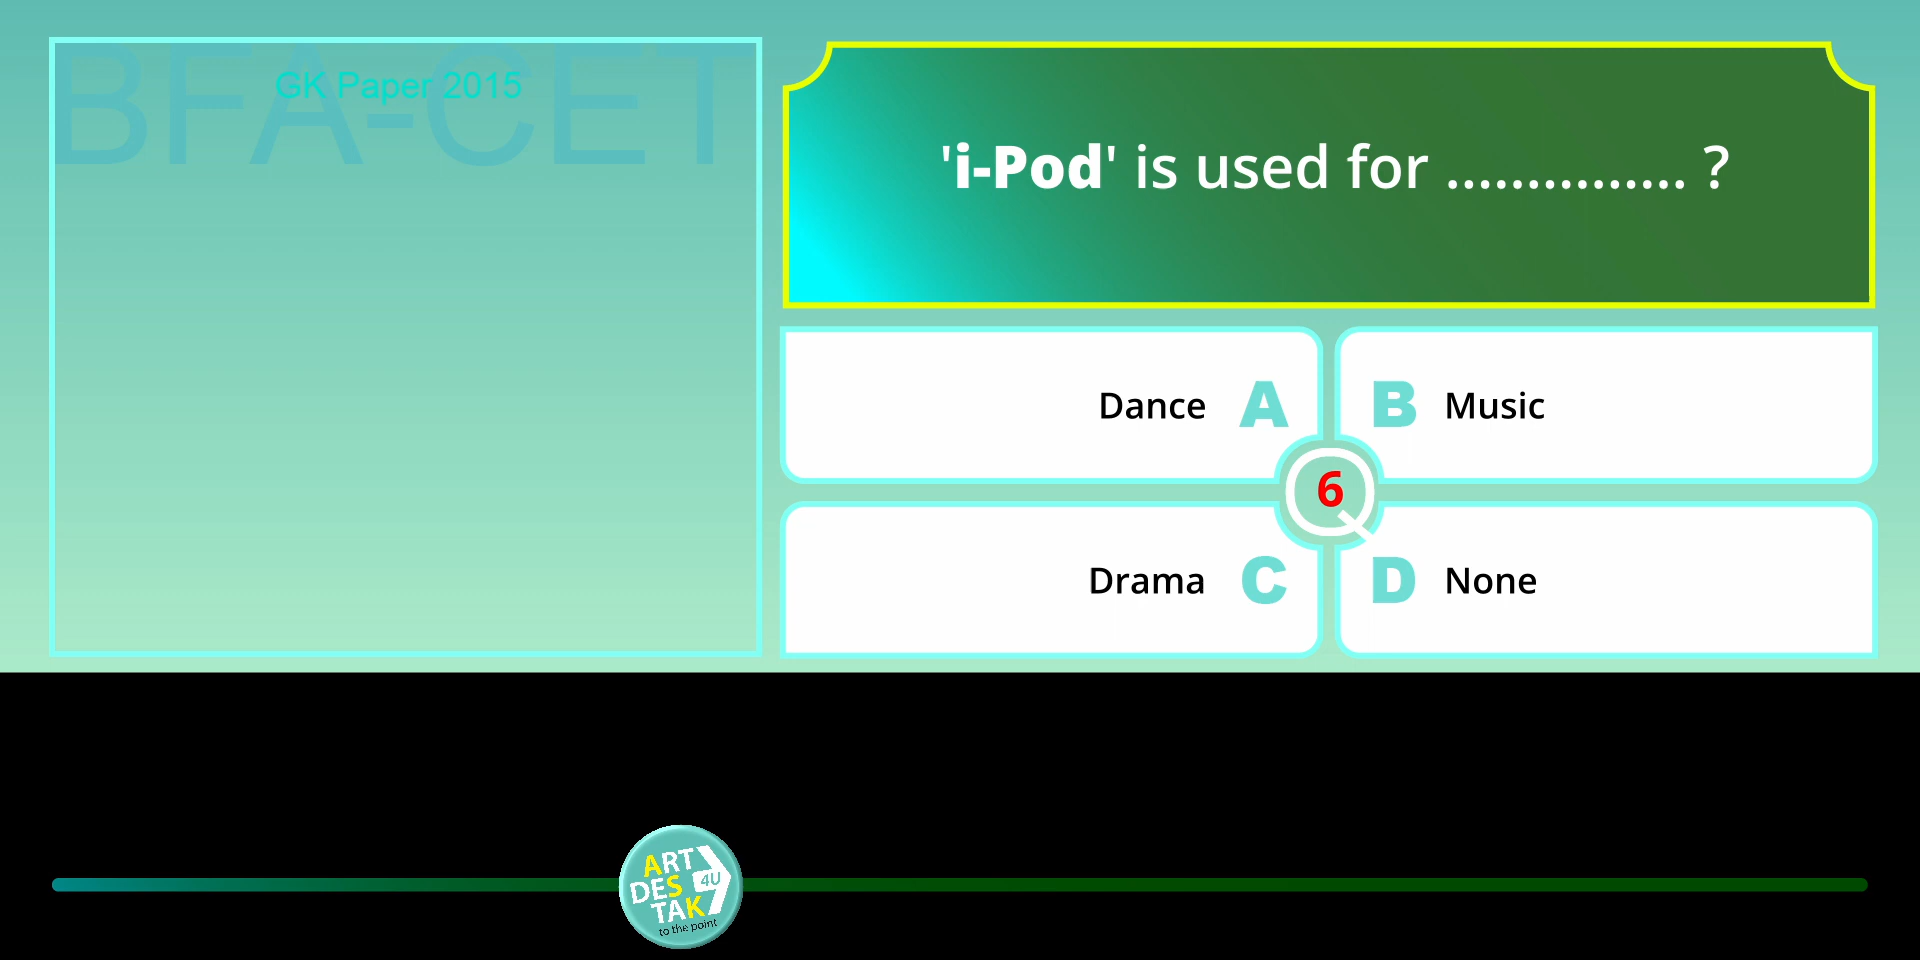 BFA-CET
GK Paper 2015
'i-Pod' is used for ............... ?
Dance A
B Music
Q 6
Drama C
D None
ART
DES 4U
TAK
to the point